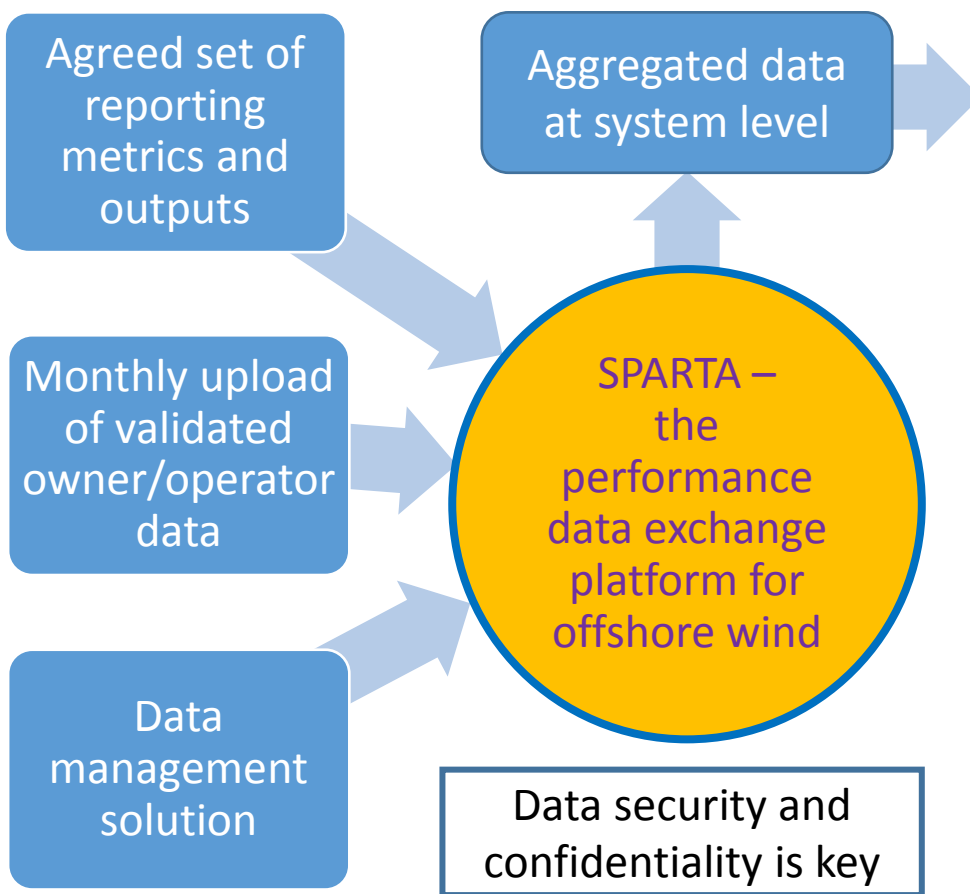 Agreed set of
reporting
metrics and
outputs
Aggregated data
at system level
Monthly upload
of validated
owner/operator
data
SPARTA –
the
performance
data exchange
platform for
offshore wind
Data
management
solution
Data security and
confidentiality is key